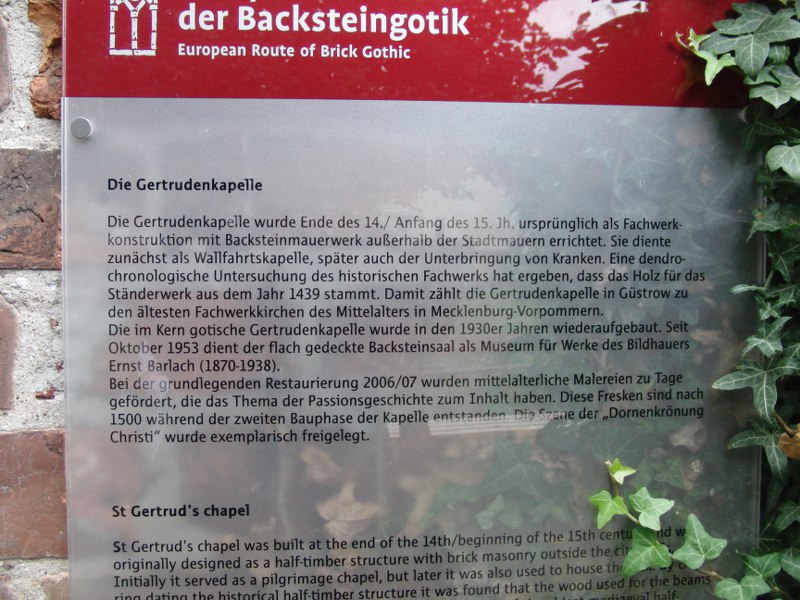 der Backsteingotik
European Route of Brick Gothic
Die Gertrudenkapelle
Die Gertrudenkapelle wurde Ende des 14./ Anfang des 15. Jh. ursprünglich als Fachwerk-
konstruktion mit Backsteinmauerwerk außerhalb der Stadtmauern errichtet. Sie diente
zunächst als Wallfahrtskapelle, später auch der Unterbringung von Kranken. Eine dendro-
chronologische Untersuchung des historischen Fachwerks hat ergeben, dass das Holz für das
Ständerwerk aus dem Jahr 1439 stammt. Damit zählt die Gertrudenkapelle in Güstrow zu
den ältesten Fachwerkkirchen des Mittelalters in Mecklenburg-Vorpommern.
Die im Kern gotische Gertrudenkapelle wurde in den 1930er Jahren wiederaufgebaut. Seit
Oktober 1953 dient der flach gedeckte Backsteinsaal als Museum für Werke des Bildhauers
Ernst Barlach (1870-1938).
Bei der grundlegenden Restaurierung 2006/07 wurden mittelalterliche Malereien zu Tage
gefördert, die das Thema der Passionsgeschichte zum Inhalt haben. Diese Fresken sind nach
1500 während der zweiten Bauphase der Kapelle entstanden. Die Szene der „Dornenkrönung
Christi“ wurde exemplarisch freigelegt.
St Gertrud's chapel
St Gertrud's chapel was built at the end of the 14th/beginning of the 15th
originally designed as a half-timber structure with brick masonry outside the
Initially it served as a pilgrimage chapel, but later it was also used to house
ring dating the historical half-timber structure it was found that the wood used for the beams